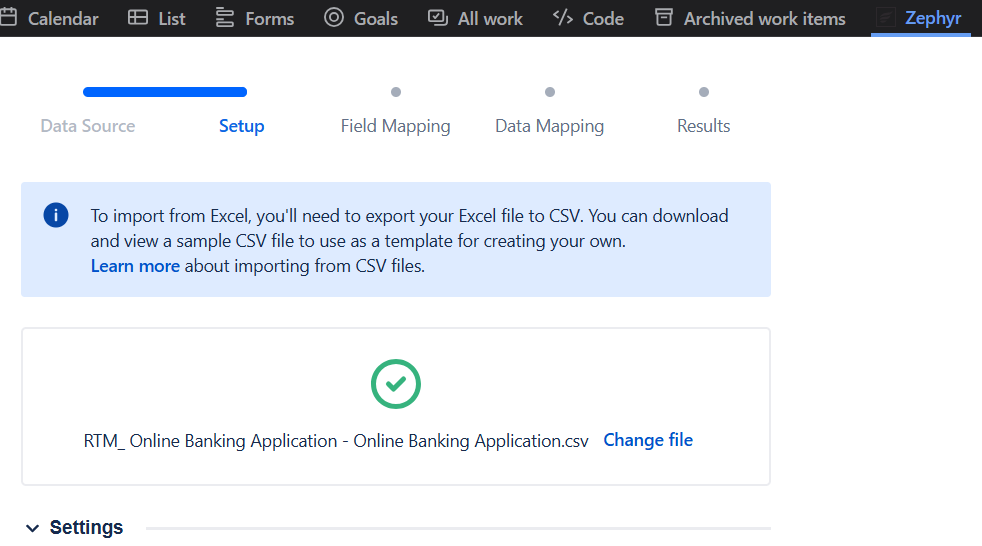 Calendar List Forms Goals All work Code Archived work items Zephyr
Data Source Setup Field Mapping Data Mapping Results
To import from Excel, you'll need to export your Excel file to CSV. You can download
and view a sample CSV file to use as a template for creating your own.
Learn more about importing from CSV files.
RTM_ Online Banking Application - Online Banking Application.csv Change file
Settings